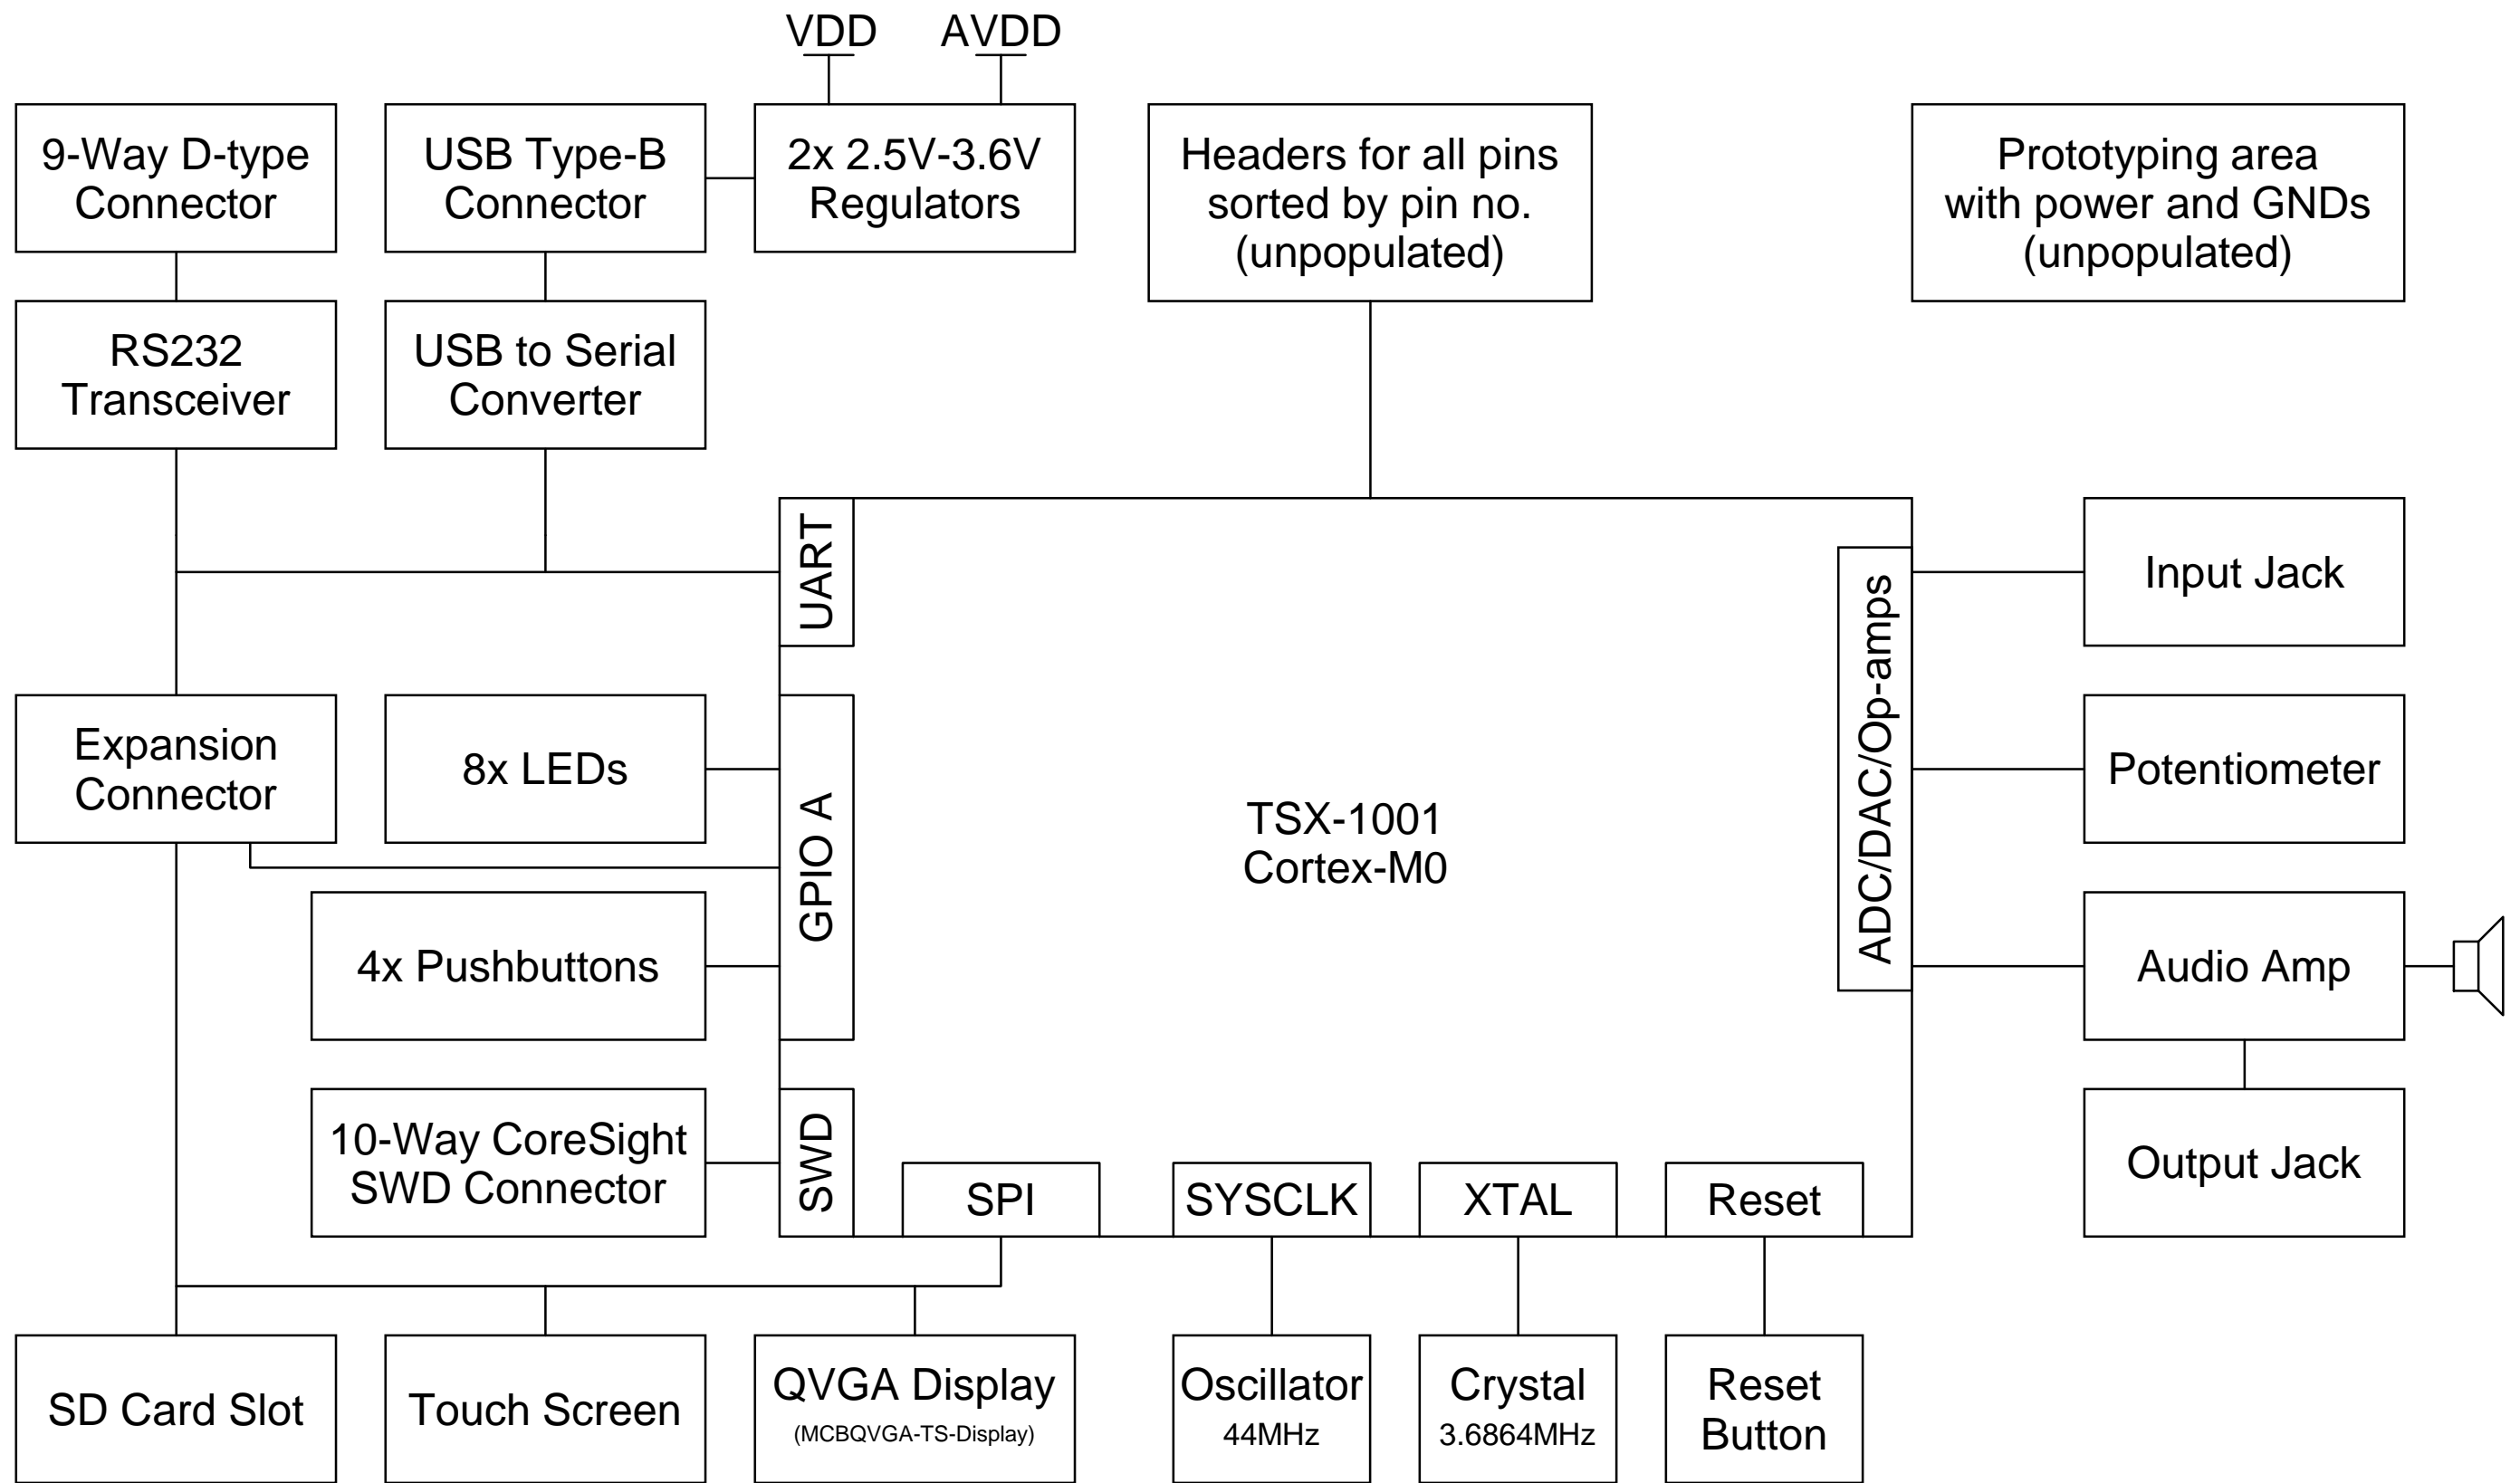 VDD
AVDD
9-Way D-type
Connector
USB Type-B
Connector
2x 2.5V-3.6V
Regulators
Headers for all pins
sorted by pin no.
(unpopulated)
Prototyping area
with power and GNDs
(unpopulated)
RS232
Transceiver
USB to Serial
Converter
UART
Input Jack
ADC/DAC/Op-amps
Expansion
Connector
8x LEDs
GPIO A
TSX-1001
Cortex-M0
Potentiometer
4x Pushbuttons
Audio Amp
10-Way CoreSight
SWD Connector
SWD
SPI
SYSCLK
XTAL
Reset
Output Jack
SD Card Slot
Touch Screen
QVGA Display
(MCBQVGA-TS-Display)
Oscillator
44MHz
Crystal
3.6864MHz
Reset
Button